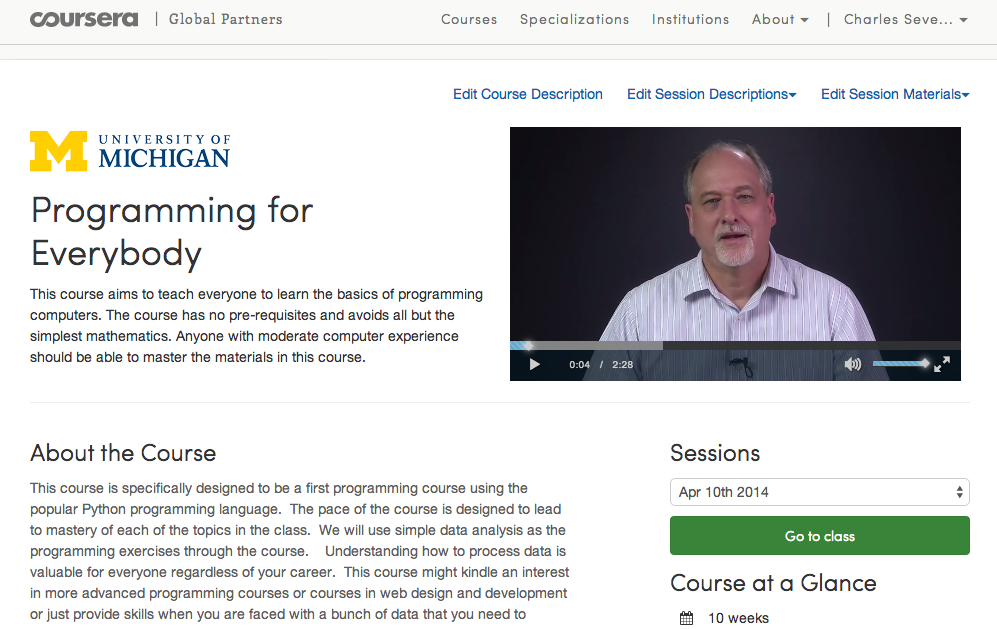 coursera | Global Partners Courses Specializations Institutions About | Charles Seve...
Edit Course Description Edit Session Descriptions Edit Session Materials
M UNIVERSITY OF
MICHIGAN
Programming for
Everybody
This course aims to teach everyone to learn the basics of programming
computers. The course has no pre-requisites and avoids all but the
simplest mathematics. Anyone with moderate computer experience
should be able to master the materials in this course.
0:04 / 2:28
About the Course
This course is specifically designed to be a first programming course using the
popular Python programming language. The pace of the course is designed to lead
to mastery of each of the topics in the class. We will use simple data analysis as the
programming exercises through the course. Understanding how to process data is
valuable for everyone regardless of your career. This course might kindle an interest
in more advanced programming courses or courses in web design and development
or just provide skills when you are faced with a bunch of data that you need to
Sessions
Apr 10th 2014
Go to class
Course at a Glance
10 weeks